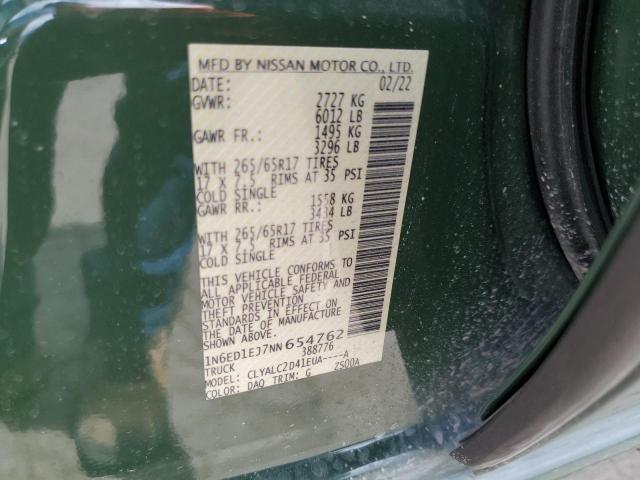 MFD BY NISSAN MOTOR CO., LTD.
DATE: 02/22
GVWR: 2727 KG
6012 LB
GAWR FR.: 1495 KG
3296 LB
WITH 265/65R17 TIRES
17 X 7.5 RIMS AT 35 PSI
COLD SINGLE
GAWR RR.: 1558 KG
3434 LB
WITH 265/65R17 TIRES
17 X 7.5 RIMS AT 35 PSI
COLD SINGLE
THIS VEHICLE CONFORMS TO
ALL APPLICABLE FEDERAL
MOTOR VEHICLE SAFETY AND
THEFT PREVENTION
STANDARDS IN EFFECT ON
THE DATE OF MANUFACTURE
SHOWN ABOVE.
1N6ED1EJ7NN654762
TRUCK 388776
MODEL: CLYALC2D41EUA----A
COLOR: DAQ TRIM: G Z500A